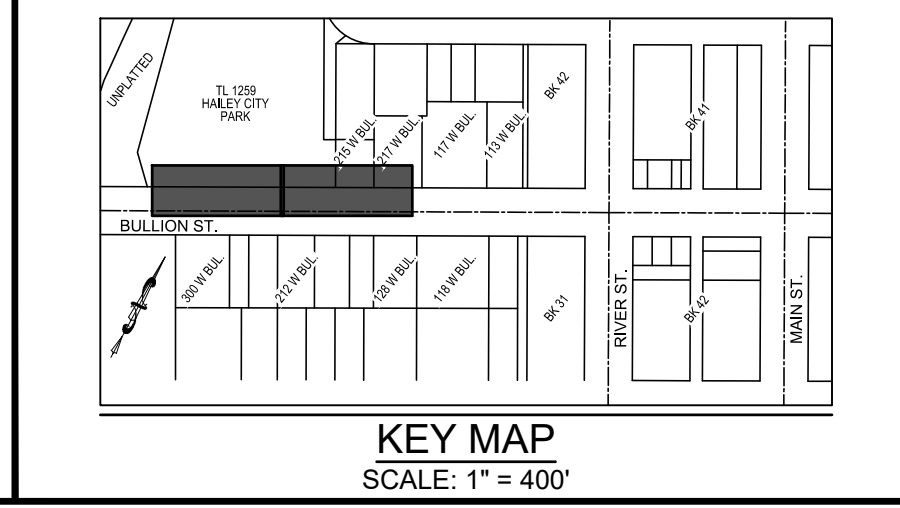 UNPLATTED
TL 1259
HAILEY CITY
PARK
215 W BUL.
217 W BUL.
117 W BUL.
113 W BUL.
BK 42
BK 41
BULLION ST.
300 W BUL.
212 W BUL.
128 W BUL.
118 W BUL.
BK 31
RIVER ST.
BK 42
MAIN ST.
KEY MAP
SCALE: 1" = 400'